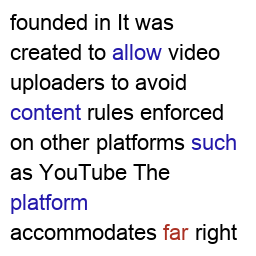 founded in It was
created to allow video
uploaders to avoid
content rules enforced
on other platforms such
as YouTube The
platform
accommodates far right